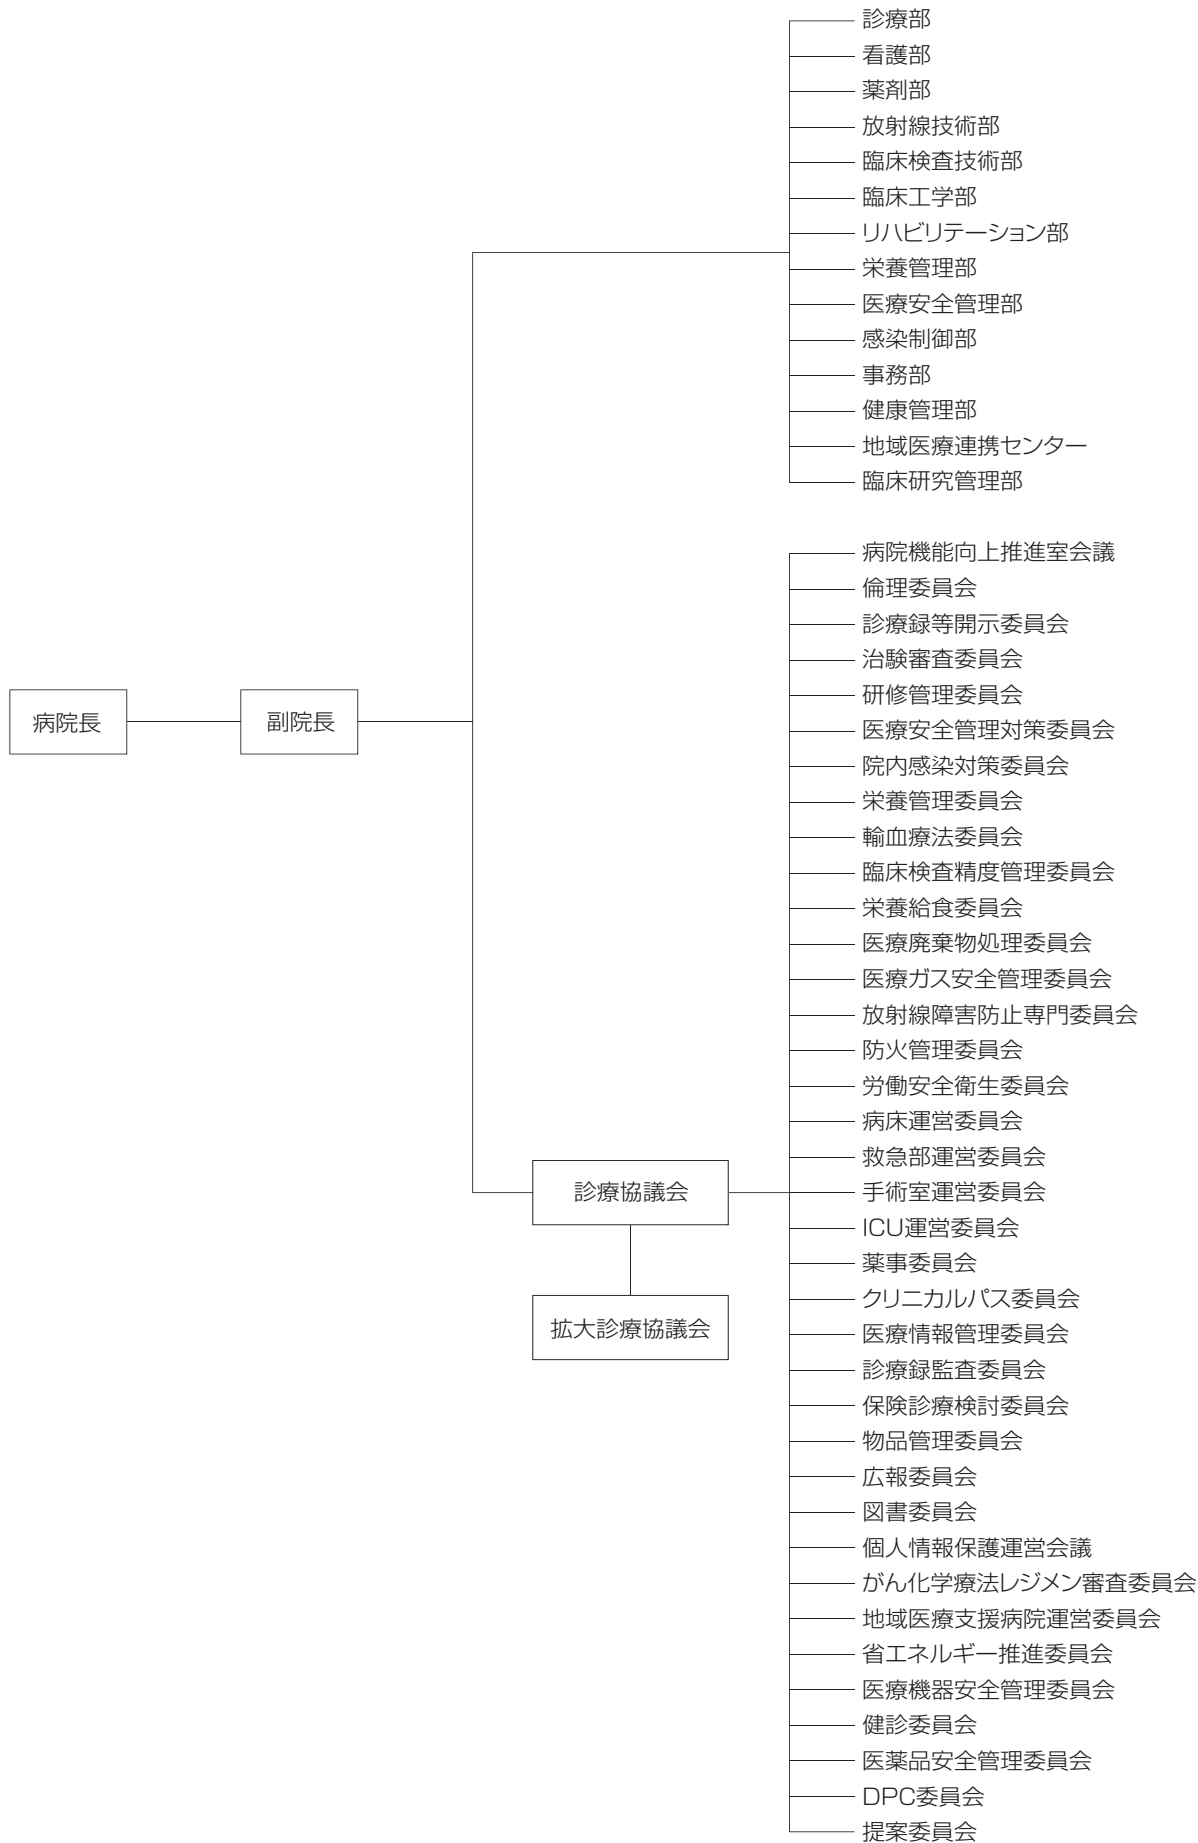 診療部
看護部
薬剤部
放射線技術部
臨床検査技術部
臨床工学部
リハビリテーション部
栄養管理部
医療安全管理部
感染制御部
事務部
健康管理部
地域医療連携センター
臨床研究管理部
病院長
副院長
診療協議会
拡大診療協議会
病院機能向上推進室会議
倫理委員会
診療録等開示委員会
治験審査委員会
研修管理委員会
医療安全管理対策委員会
院内感染対策委員会
栄養管理委員会
輸血療法委員会
臨床検査精度管理委員会
栄養給食委員会
医療廃棄物処理委員会
医療ガス安全管理委員会
放射線障害防止専門委員会
防火管理委員会
労働安全衛生委員会
病床運営委員会
救急部運営委員会
手術室運営委員会
ICU運営委員会
薬事委員会
クリニカルパス委員会
医療情報管理委員会
診療録監査委員会
保険診療検討委員会
物品管理委員会
広報委員会
図書委員会
個人情報保護運営会議
がん化学療法レジメン審査委員会
地域医療支援病院運営委員会
省エネルギー推進委員会
医療機器安全管理委員会
健診委員会
医薬品安全管理委員会
DPC委員会
提案委員会